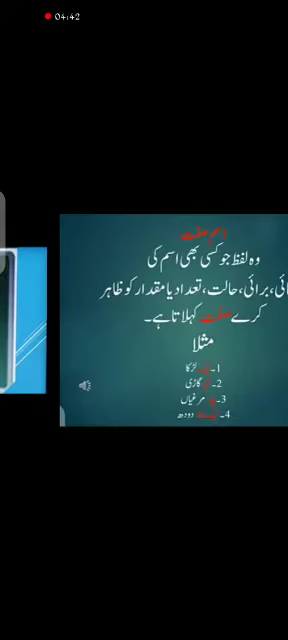 04:42
اسم صفت
وہ لفظ جو کسی بھی اسم کی
ائی، برائی، حالت، تعداد یا مقدار کو ظاہر
کرے صفت کہلاتا ہے۔
مثلا
1۔ لڑکا
2۔ گاڑی
3۔ مرغیاں
4۔ دودھ